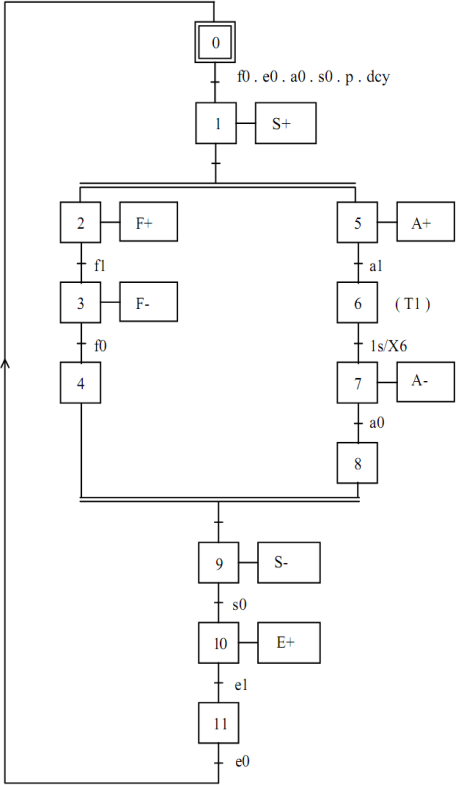 0
f0 . e0 . a0 . s0 . p . dcy
1 S+
2 F+ 5 A+
f1 a1
3 F- 6 ( T1 )
f0 1s/X6
4 7 A-
a0
8
9 S-
s0
10 E+
e1
11
e0